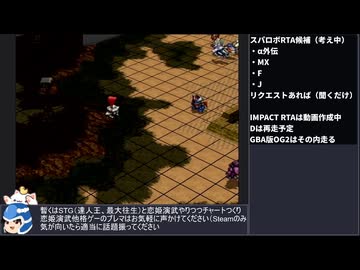 スパロボRTA候補（考え中）
・α外伝
・MX
・F
・J
リクエストあれば（聞くだけ）
IMPACT RTAは動画作成中
Dは再走予定
GBA版OG2はその内走る
暫くはSTG（達人王、最大往生）と恋姫演武やりつつチャートつくり
恋姫演武他格ゲーのプレマはお気軽に声かけてください（Steamのみ
気が向いたら適当に話題振ってください